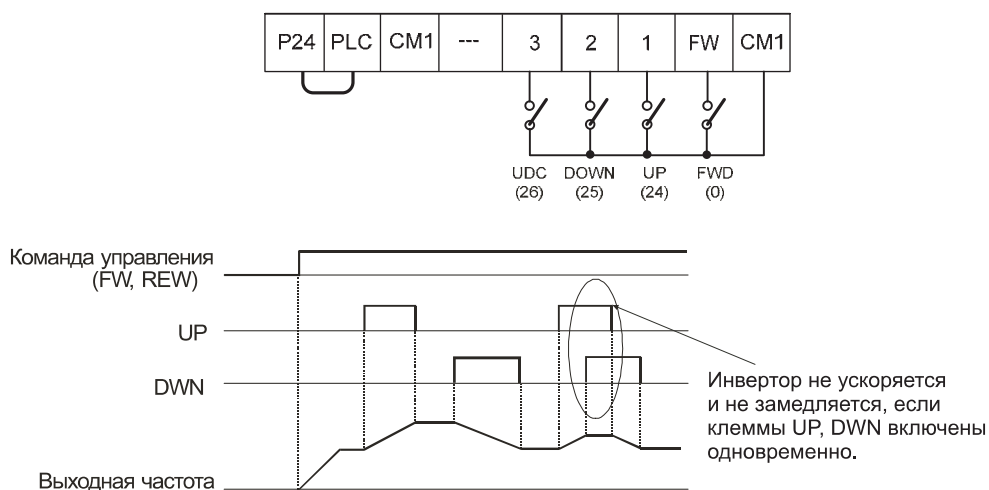 P24 PLC CM1 --- 3 2 1 FW CM1
UDC DOWN UP FWD
(26) (25) (24) (0)
Команда управления
(FW, REW)
UP
DWN
Инвертор не ускоряется
и не замедляется, если
клеммы UP, DWN включены
одновременно.
Выходная частота